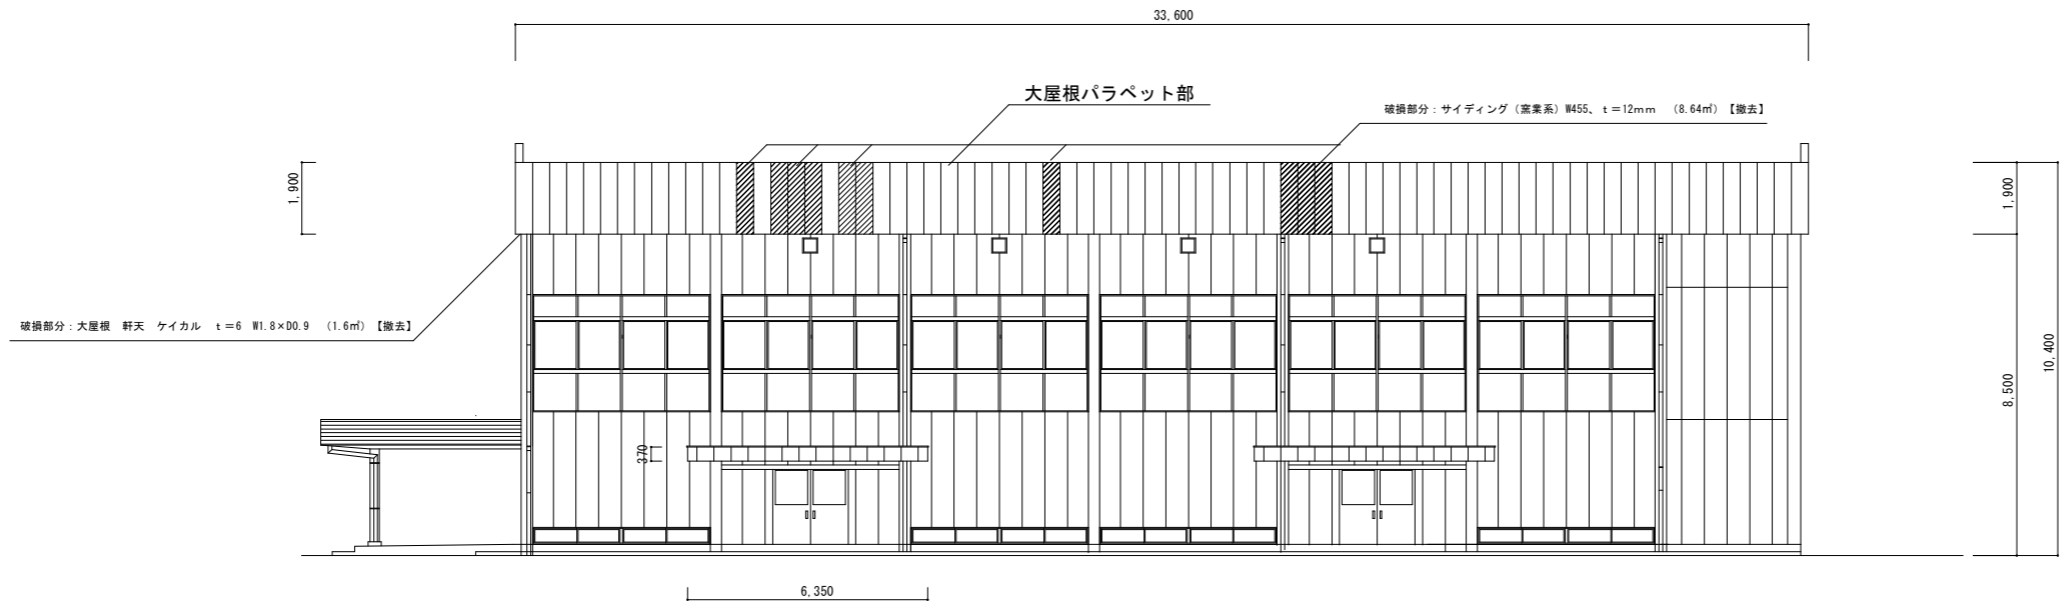 33,600
大屋根パラペット部
破損部分：サイディング（窯業系）W455、ｔ＝12mm　（8.64㎡）【撤去】
1,900
1,900
破損部分：大屋根　軒天　ケイカル　ｔ＝6　W1.8×D0.9　（1.6㎡）【撤去】
10,400
8,500
370
6,350